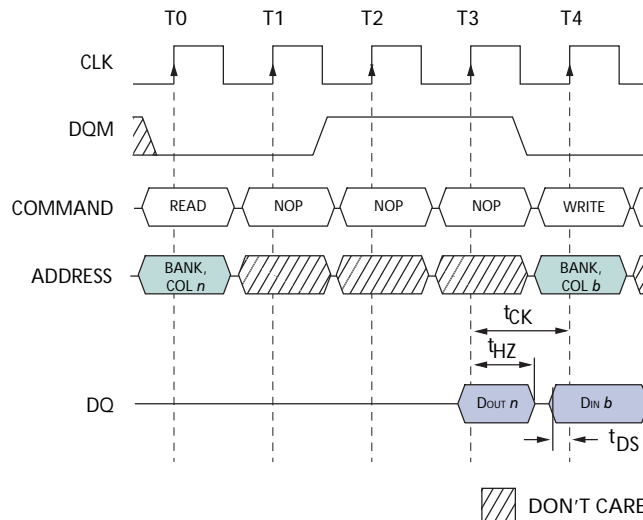 T0 T1 T2 T3 T4
CLK
DQM
COMMAND READ NOP NOP NOP WRITE
ADDRESS BANK, COL n BANK, COL b
tCK
tHZ
DQ DOUT n DIN b
tDS
DON'T CARE